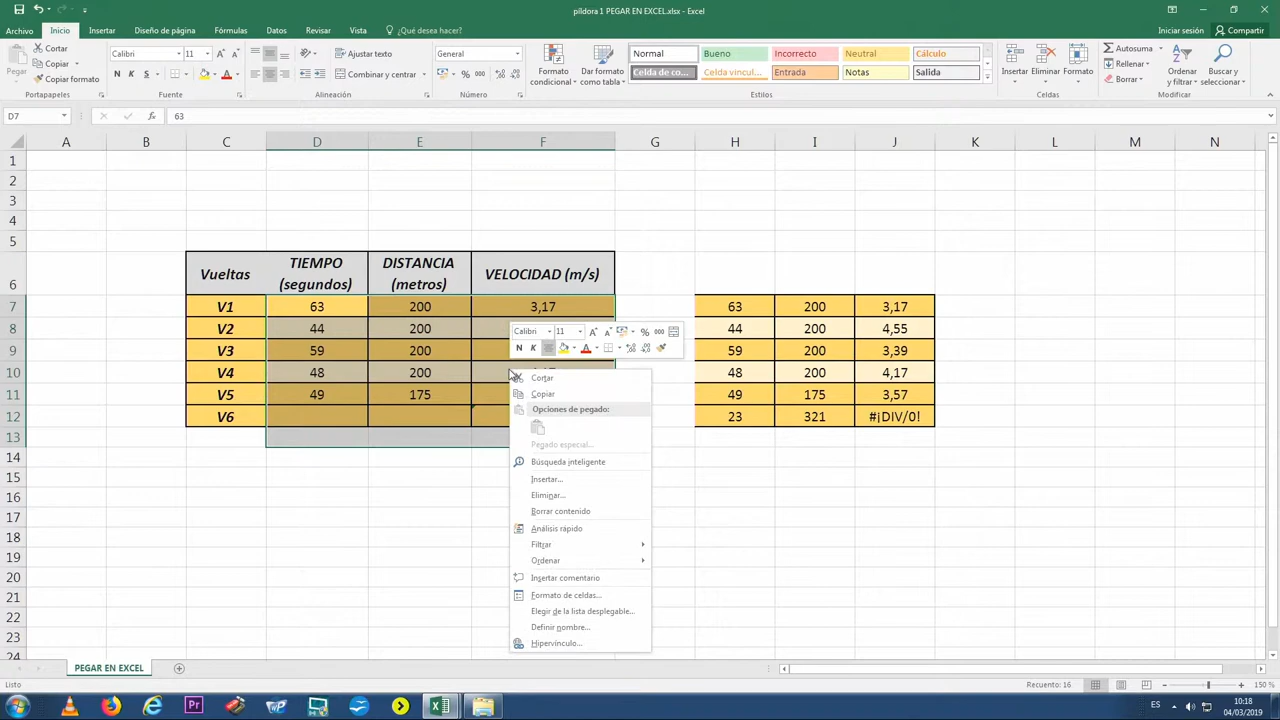 píldora 1 PEGAR EN EXCEL.xlsx - Excel
Archivo Inicio Insertar Diseño de página Fórmulas Datos Revisar Vista ¿Qué desea hacer? Iniciar sesión Compartir
Pegar
Cortar
Copiar
Copiar formato
Portapapeles
Calibri 11
N K S
Fuente
Ajustar texto
Combinar y centrar
Alineación
General
% 000
Número
Formato condicional
Dar formato como tabla
Normal Bueno Incorrecto Neutral Cálculo
Celda de co... Celda vincul... Entrada Notas Salida
Estilos
Insertar Eliminar Formato
Celdas
Autosuma
Rellenar
Borrar
Ordenar y filtrar
Buscar y seleccionar
Modificar
D7 fx 63
A B C D E F G H I J K L M N
1
2
3
4
5
6 Vueltas TIEMPO (segundos) DISTANCIA (metros) VELOCIDAD (m/s)
7 V1 63 200 3,17 63 200 3,17
8 V2 44 200 44 200 4,55
9 V3 59 200 59 200 3,39
10 V4 48 200 48 200 4,17
11 V5 49 175 49 175 3,57
12 V6 23 321 #¡DIV/0!
13
14
15
16
17
18
19
20
21
22
23
24
Calibri 11 % 000
N K
Cortar
Copiar
Opciones de pegado:
Pegado especial...
Búsqueda inteligente
Insertar...
Eliminar...
Borrar contenido
Análisis rápido
Filtrar
Ordenar
Insertar comentario
Formato de celdas...
Elegir de la lista desplegable...
Definir nombre...
Hipervínculo...
PEGAR EN EXCEL
Listo Recuento: 16 150 %
ES 10:18
04/03/2019